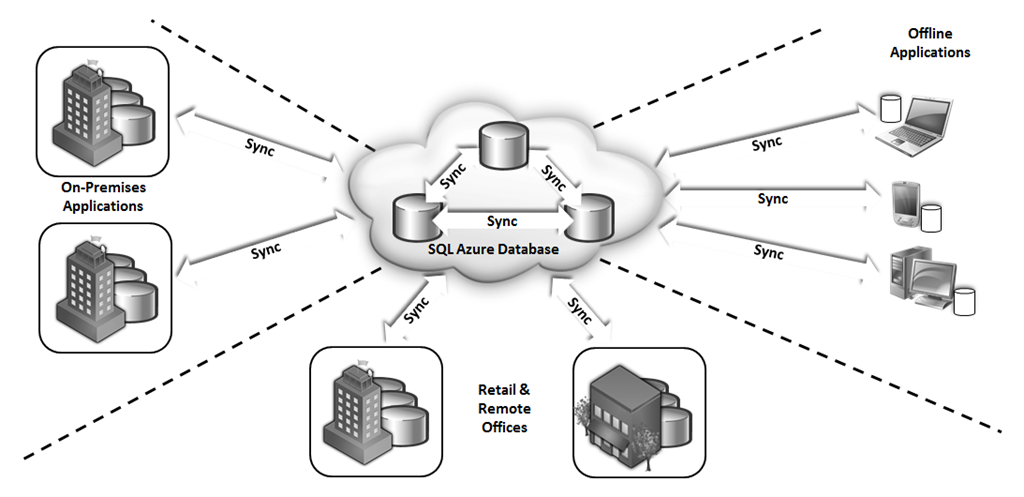 Offline
Applications
On-Premises
Applications
Sync
Sync
Sync
Sync
Sync
SQL Azure Database
Sync
Sync
Sync
Sync
Sync
Retail &
Remote
Offices